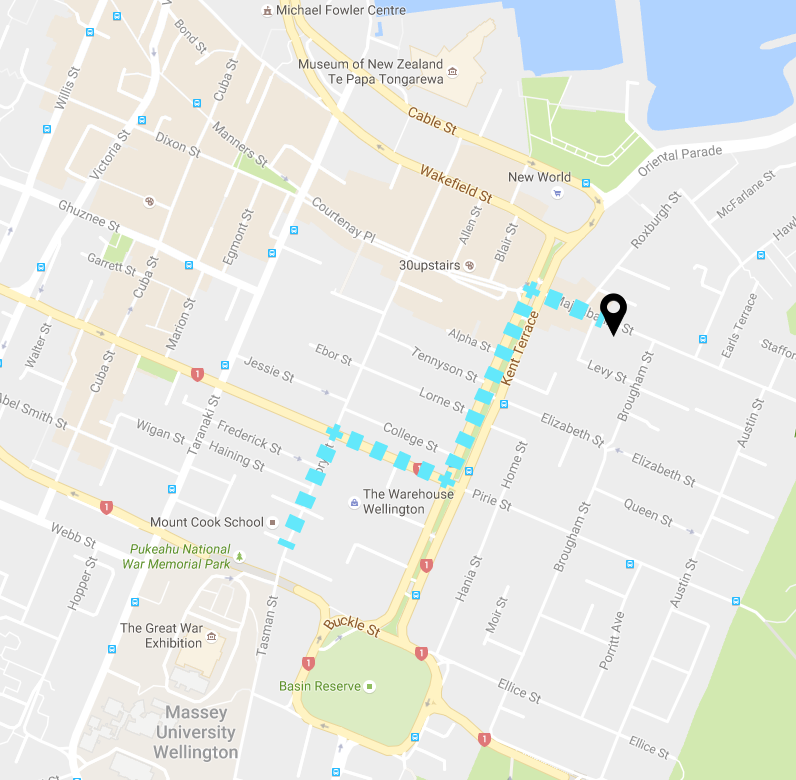 Michael Fowler Centre
Bond St
Cuba St
Willis St
Museum of New Zealand
Te Papa Tongarewa
Cable St
Victoria St
Dixon St
Manners St
Oriental Parade
Wakefield St
New World
McFarlane St
Roxburgh St
Ghuznee St
Courtenay Pl
Allen St
Blair St
Egmont St
Garrett St
Cuba St
30upstairs
Marion St
Kent Terrace
Alpha St
St
Earls Terrace
Walter St
Cuba St
Ebor St
Tennyson St
Jessie St
Levy St
Brougham St
1
Lorne St
Abel Smith St
Taranaki St
Wigan St
Frederick St
Haining St
College St
Elizabeth St
Elizabeth St
Austin St
Home St
The Warehouse
Wellington
Pirie St
Queen St
1
Mount Cook School
Webb St
Pukeahu National
War Memorial Park
Brougham St
Hopper St
1
Hania St
Austin St
Moir St
Tasman St
The Great War
Exhibition
Buckle St
Porritt Ave
1
1
Basin Reserve
Ellice St
Massey
University
Wellington
1
Ellice St